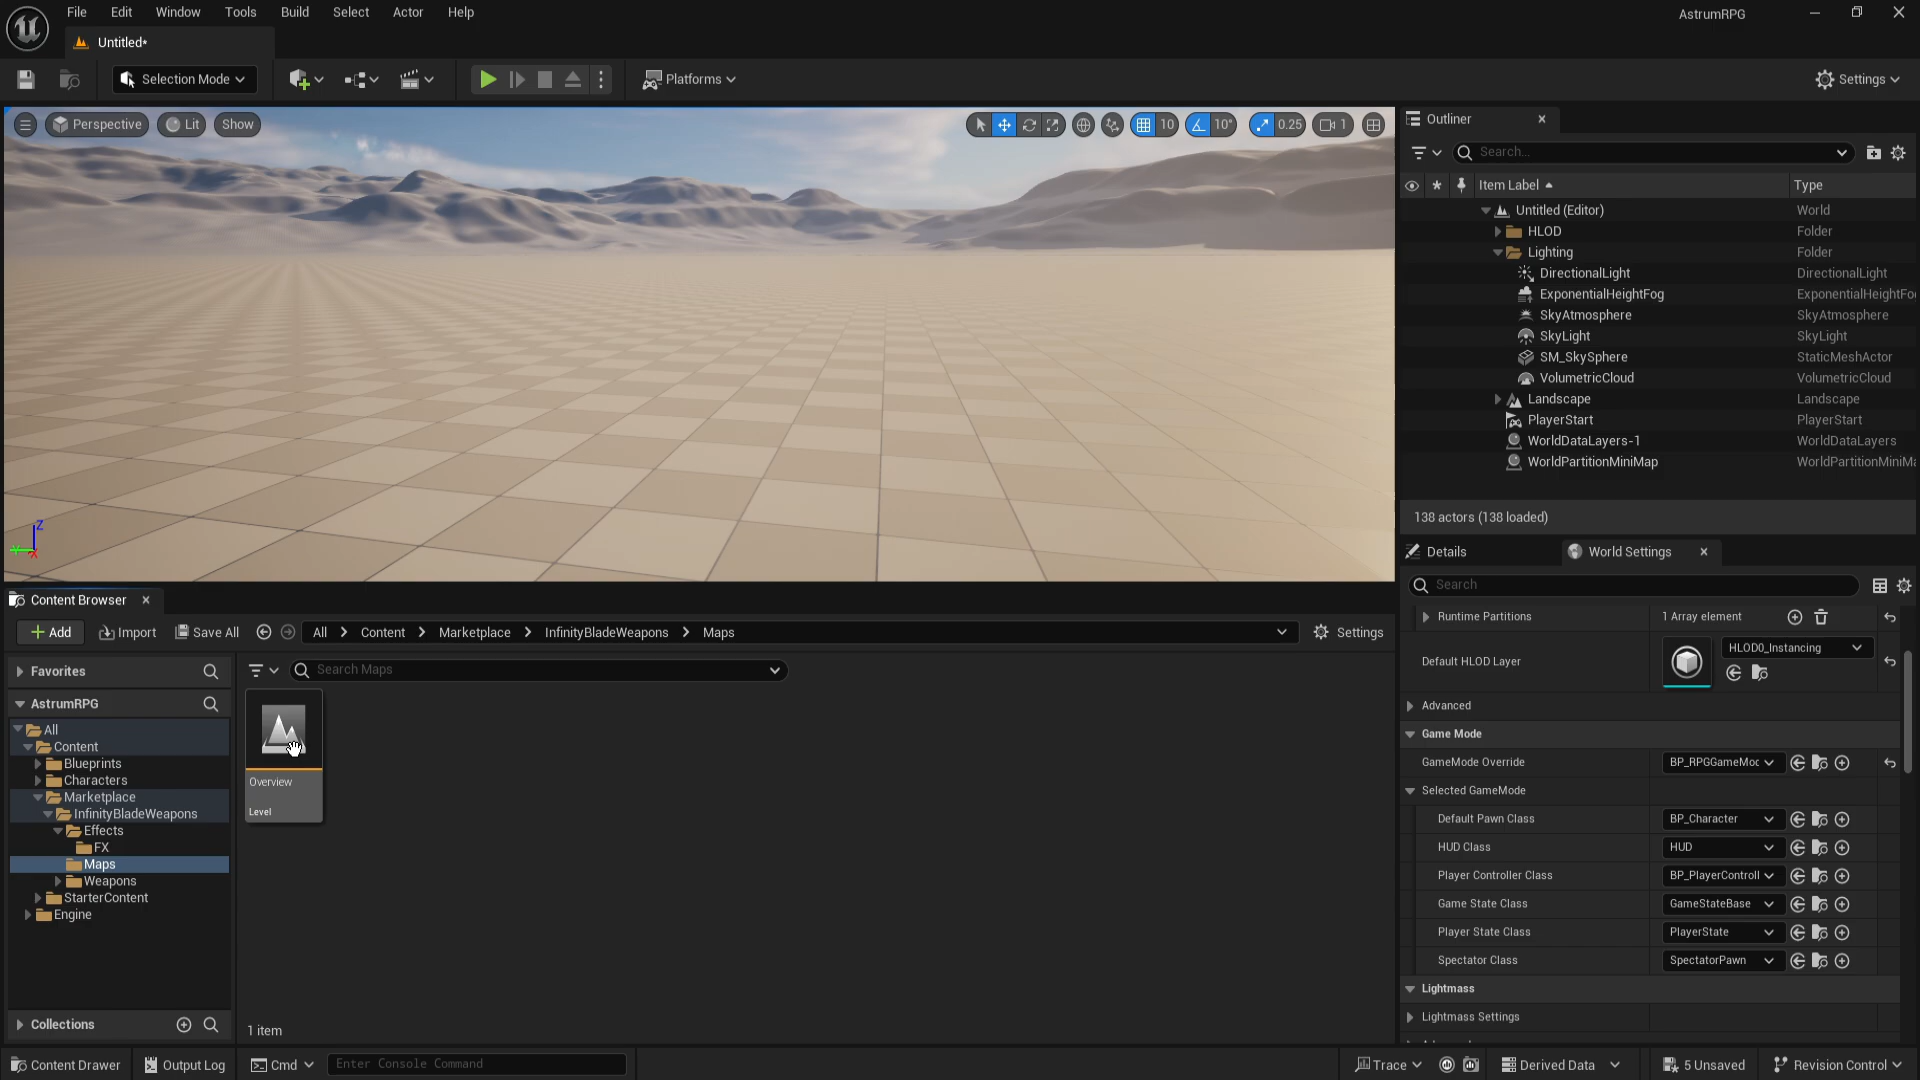 File Edit Window Tools Build Select Actor Help
AstrumRPG
Untitled*
Selection Mode
Platforms
Settings
Perspective Lit Show
10 10° 0.25 1
Z
Y
X
Outliner
Search...
Item Label Type
Untitled (Editor) World
HLOD Folder
Lighting Folder
DirectionalLight DirectionalLight
ExponentialHeightFog ExponentialHeightFo
SkyAtmosphere SkyAtmosphere
SkyLight SkyLight
SM_SkySphere StaticMeshActor
VolumetricCloud VolumetricCloud
Landscape Landscape
PlayerStart PlayerStart
WorldDataLayers-1 WorldDataLayers
WorldPartitionMiniMap WorldPartitionMiniMa
138 actors (138 loaded)
Details World Settings
Search
Runtime Partitions 1 Array element
Default HLOD Layer HLOD0_Instancing
Advanced
Game Mode
GameMode Override BP_RPGGameMoc
Selected GameMode
Default Pawn Class BP_Character
HUD Class HUD
Player Controller Class BP_PlayerControll
Game State Class GameStateBase
Player State Class PlayerState
Spectator Class SpectatorPawn
Lightmass
Lightmass Settings
Content Browser
Add Import Save All All Content Marketplace InfinityBladeWeapons Maps Settings
Favorites
Search Maps
AstrumRPG
All
Content
Blueprints
Characters
Marketplace
InfinityBladeWeapons
Effects
FX
Maps
Weapons
StarterContent
Engine
Overview
Level
Collections
1 item
Content Drawer Output Log Cmd Enter Console Command Trace Derived Data 5 Unsaved Revision Control